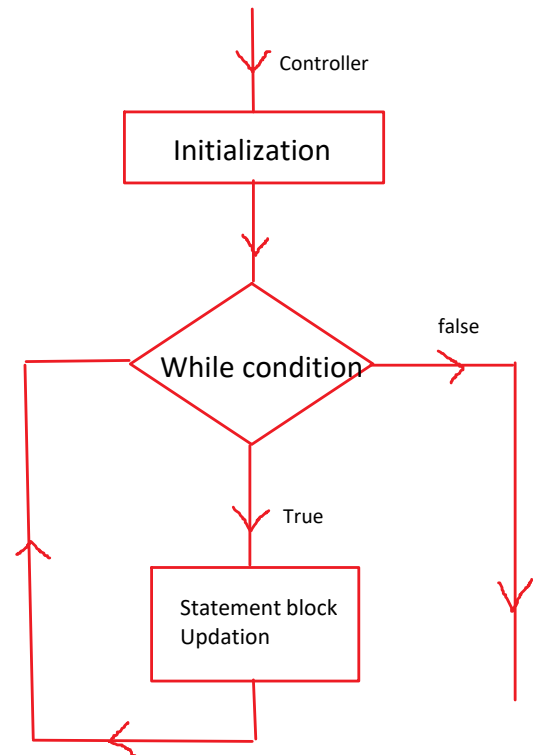 Controller
Initialization
false
While condition
True
Statement block
Updation